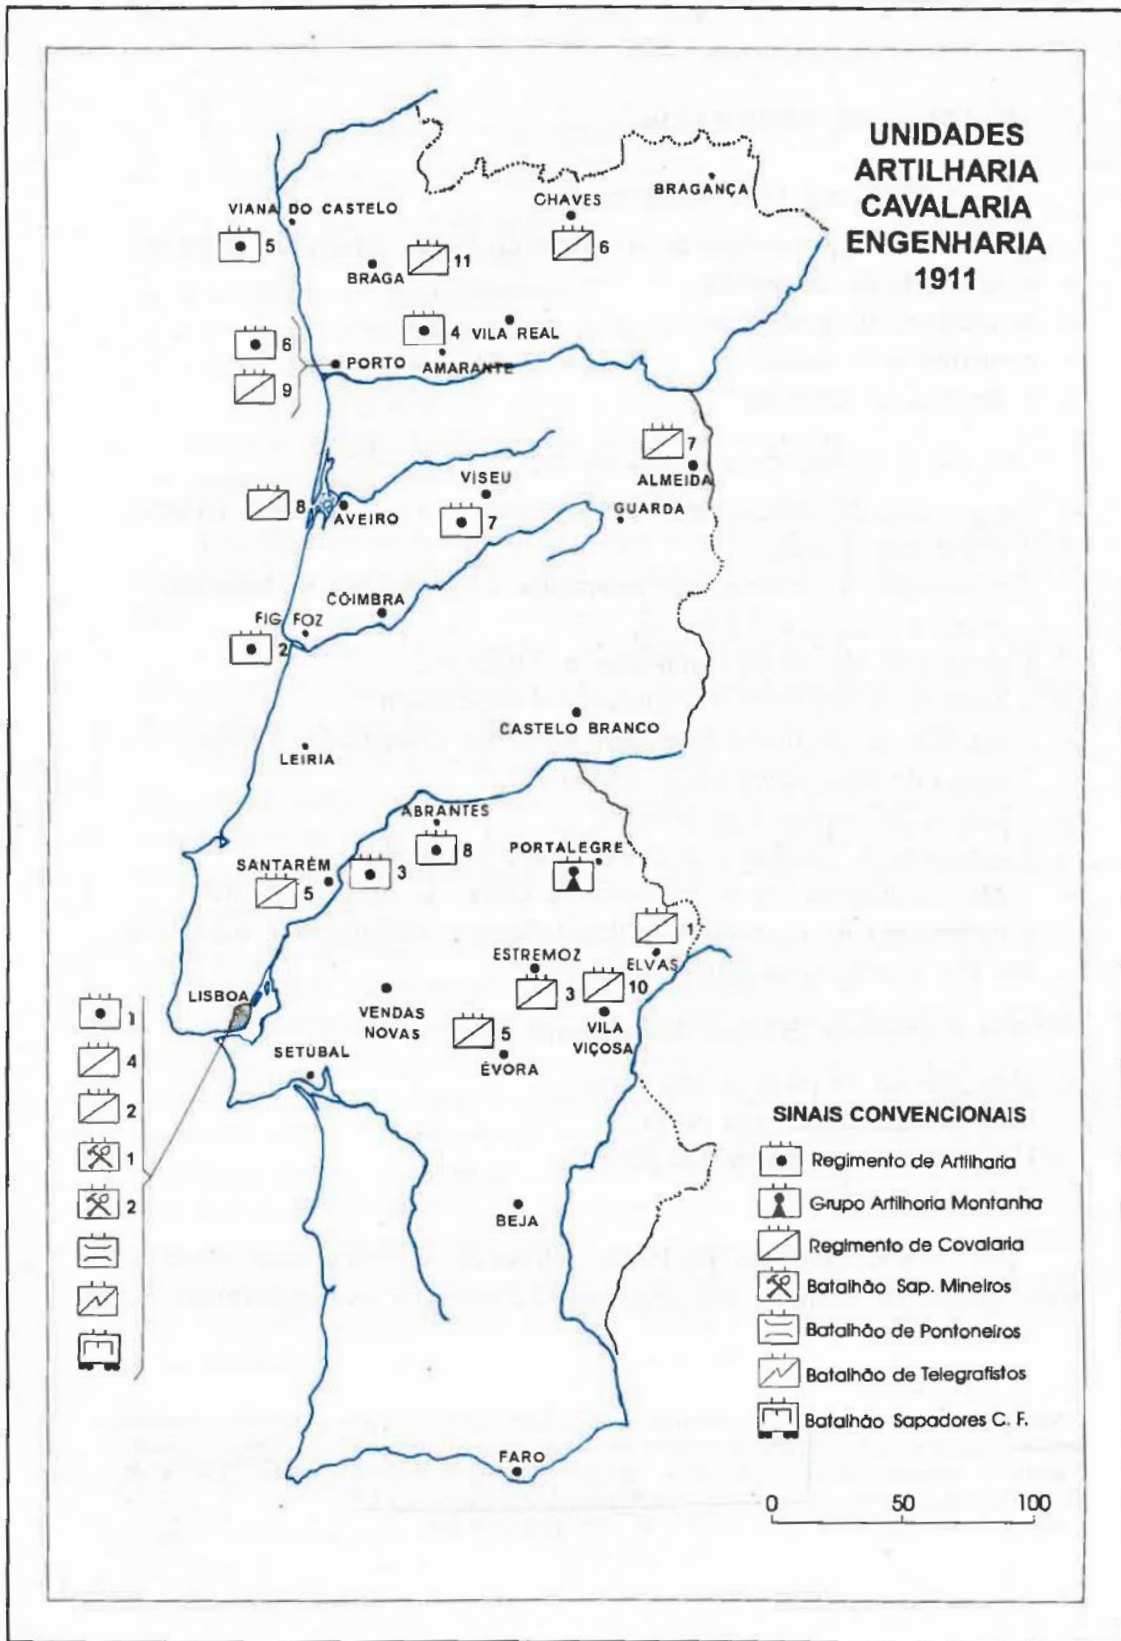 UNIDADES
ARTILHARIA
CAVALARIA
ENGENHARIA
1911
BRAGANÇA
CHAVES
6
VIANA DO CASTELO
5
11
BRAGA
4
VILA REAL
6
PORTO
AMARANTE
9
7
ALMEIDA
VISEU
8
AVEIRO
7
GUARDA
COIMBRA
FIG FOZ
2
CASTELO BRANCO
LEIRIA
ABRANTES
8
PORTALEGRE
SANTARÉM
3
5
1
ELVAS
ESTREMOZ
3
10
LISBOA
VENDAS
NOVAS
VILA
VIÇOSA
5
ÉVORA
SETÚBAL
1
4
2
1
2
BEJA
FARO
SINAIS CONVENCIONAIS
Regimento de Artilharia
Grupo Artilhoria Montanha
Regimento de Covalaria
Batalhão Sap. Mineiros
Batalhão de Pontoneiros
Batalhão de Telegrafistos
Batalhão Sapadores C. F.
0 50 100